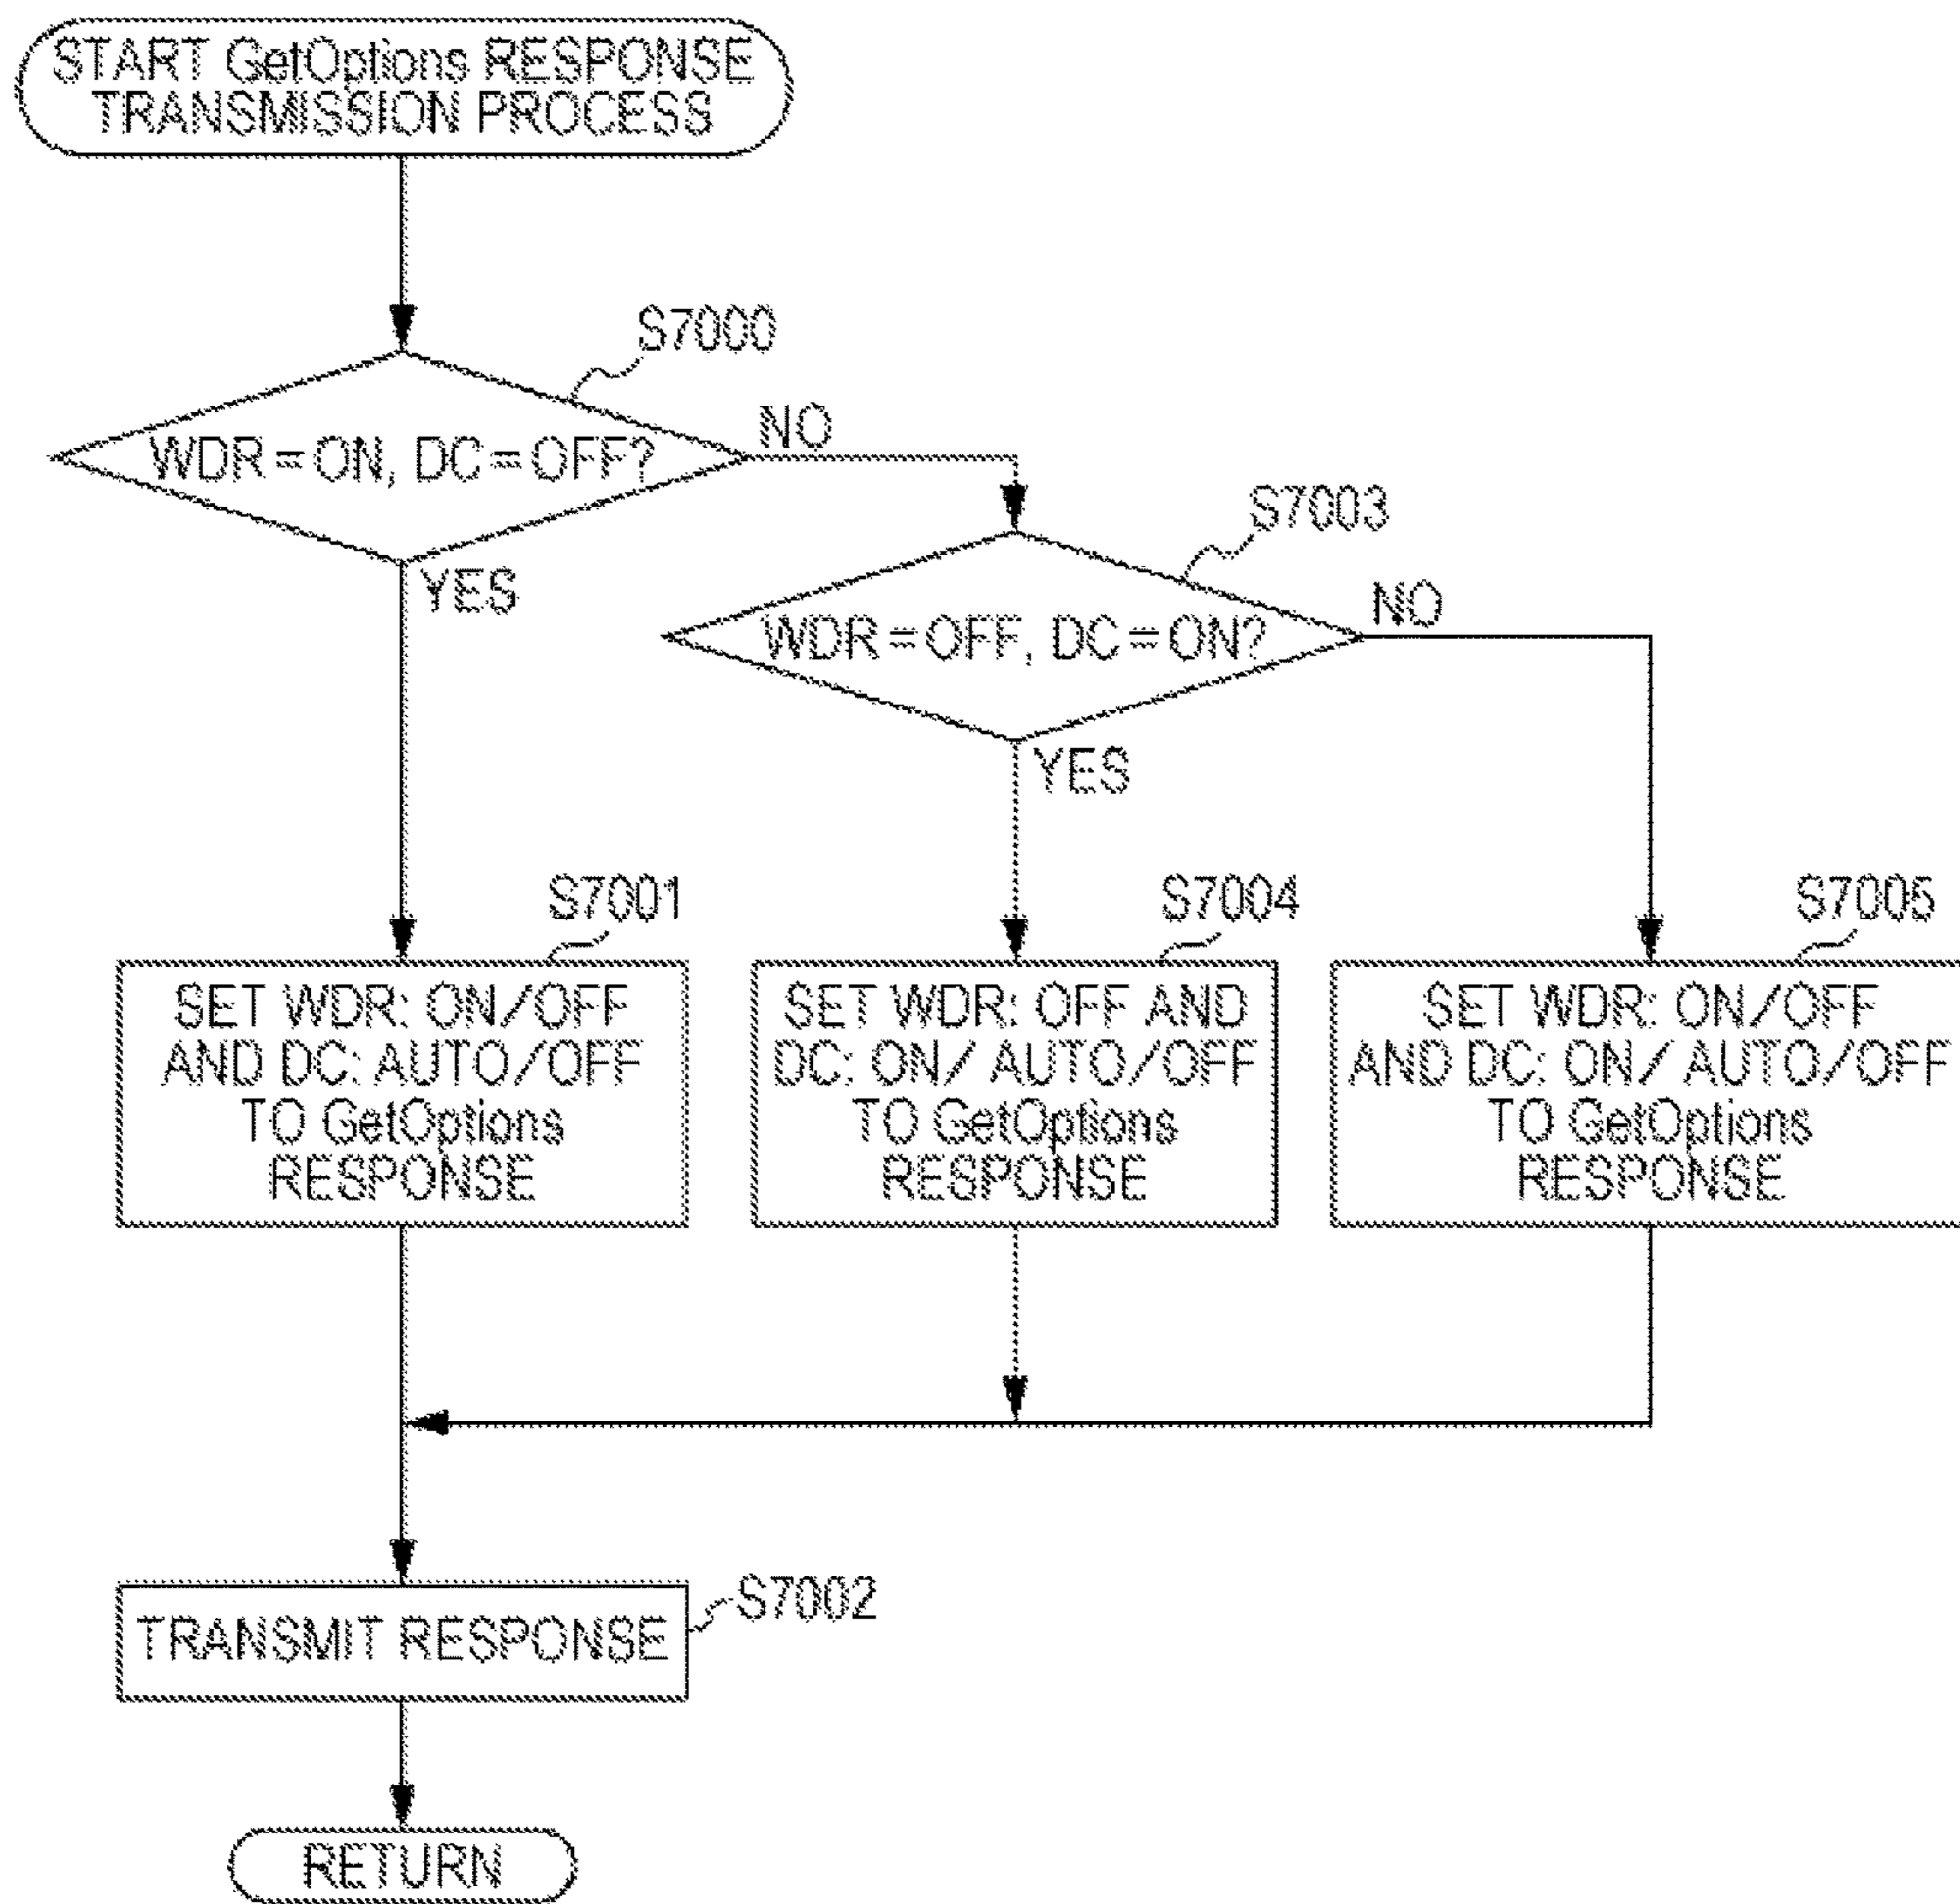 START GetOptions RESPONSE
TRANSMISSION PROCESS
S7000
WDR=ON, DC=OFF?
NO
YES
S7003
WDR=OFF, DC=ON?
NO
YES
S7001
SET WDR: ON/OFF
AND DC: AUTO/OFF
TO GetOptions
RESPONSE
S7004
SET WDR: OFF AND
DC: ON/ AUTO/OFF
TO GetOptions
RESPONSE
S7005
SET WDR: ON/OFF
AND DC: ON/ AUTO/OFF
TO GetOptions
RESPONSE
TRANSMIT RESPONSE
S7002
RETURN